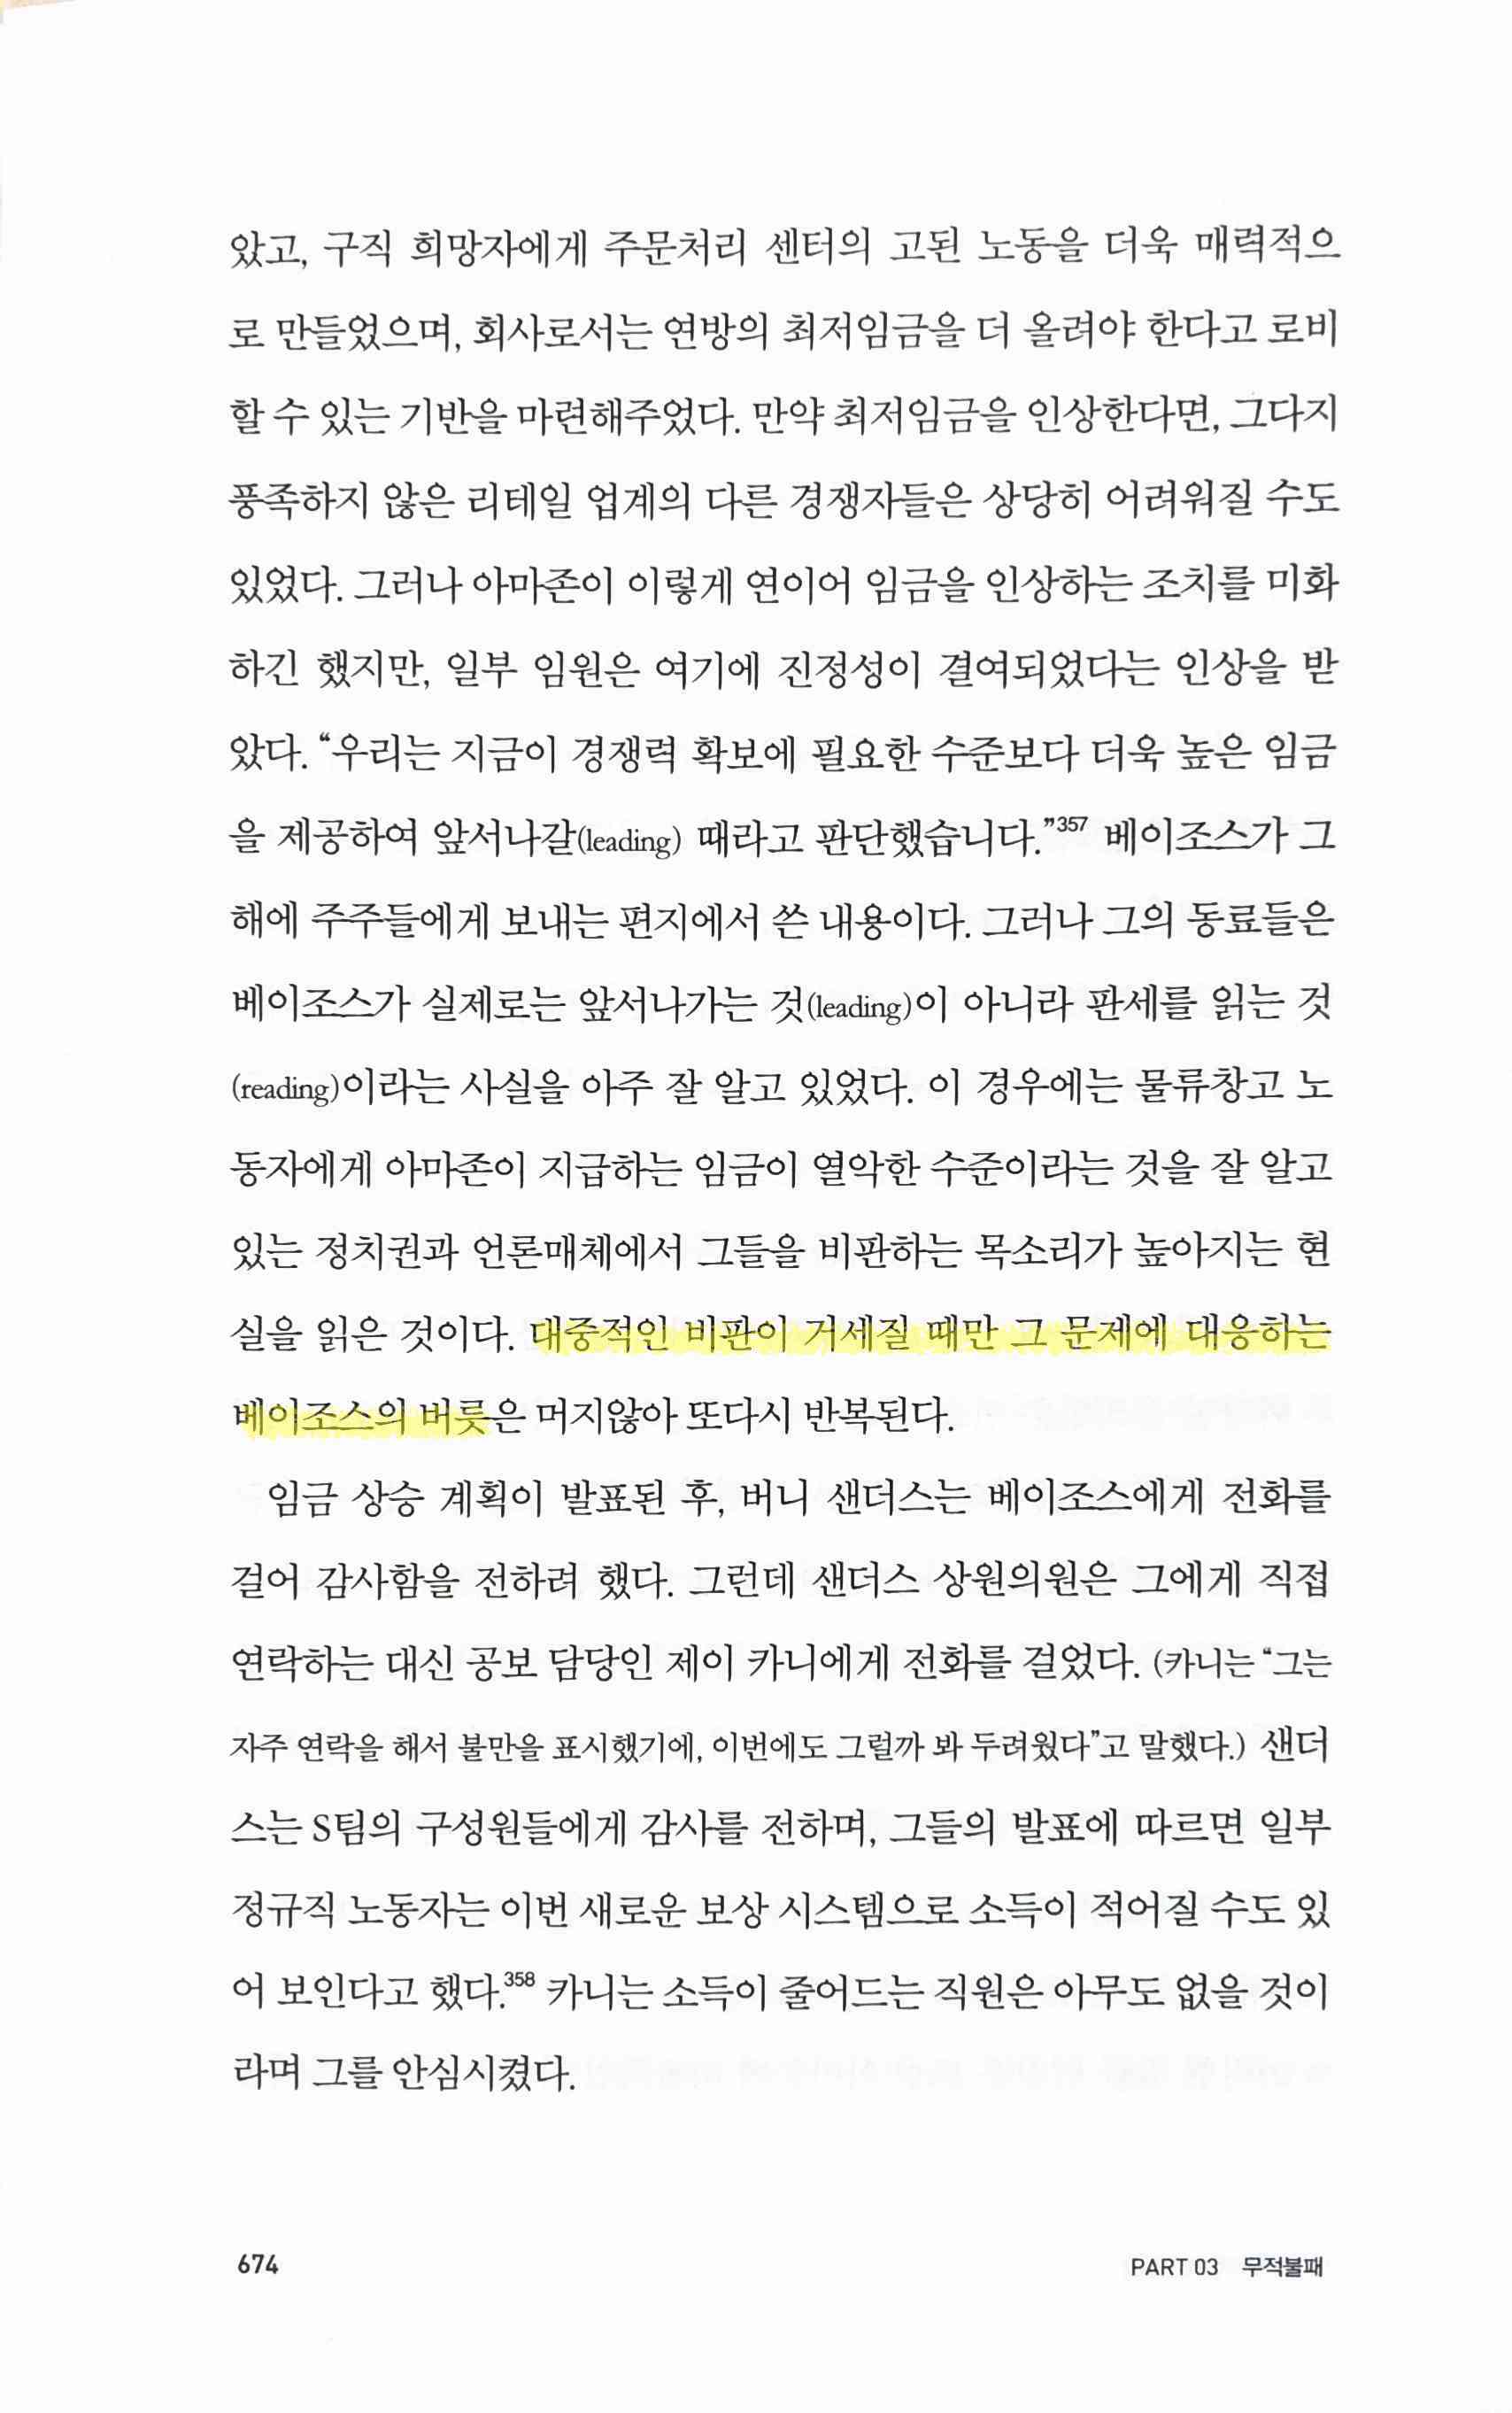 았고, 구직 희망자에게 주문처리 센터의 고된 노동을 더욱 매력적으
로 만들었으며, 회사로서는 연방의 최저임금을 더 올려야 한다고 로비
할 수 있는 기반을 마련해주었다. 만약 최저임금을 인상한다면, 그다지
풍족하지 않은 리테일 업계의 다른 경쟁자들은 상당히 어려워질 수도
있었다. 그러나 아마존이 이렇게 연이어 임금을 인상하는 조치를 미화
하긴 했지만, 일부 임원은 여기에 진정성이 결여되었다는 인상을 받
았다. “우리는 지금이 경쟁력 확보에 필요한 수준보다 더욱 높은 임금
을 제공하여 앞서나갈(leading) 때라고 판단했습니다.”357 베이조스가 그
해에 주주들에게 보내는 편지에서 쓴 내용이다. 그러나 그의 동료들은
베이조스가 실제로는 앞서나가는 것(leading)이 아니라 판세를 읽는 것
(reading)이라는 사실을 아주 잘 알고 있었다. 이 경우에는 물류창고 노
동자에게 아마존이 지급하는 임금이 열악한 수준이라는 것을 잘 알고
있는 정치권과 언론매체에서 그들을 비판하는 목소리가 높아지는 현
실을 읽은 것이다. 대중적인 비판이 거세질 때만 그 문제에 대응하는
베이조스의 버릇은 머지않아 또다시 반복된다.
임금 상승 계획이 발표된 후, 버니 샌더스는 베이조스에게 전화를
걸어 감사함을 전하려 했다. 그런데 샌더스 상원의원은 그에게 직접
연락하는 대신 공보 담당인 제이 카니에게 전화를 걸었다. (카니는 “그는
자주 연락을 해서 불만을 표시했기에, 이번에도 그럴까 봐 두려웠다”고 말했다.) 샌더
스는 S팀의 구성원들에게 감사를 전하며, 그들의 발표에 따르면 일부
정규직 노동자는 이번 새로운 보상 시스템으로 소득이 적어질 수도 있
어 보인다고 했다.358 카니는 소득이 줄어드는 직원은 아무도 없을 것이
라며 그를 안심시켰다.
674
PART 03 무적불패